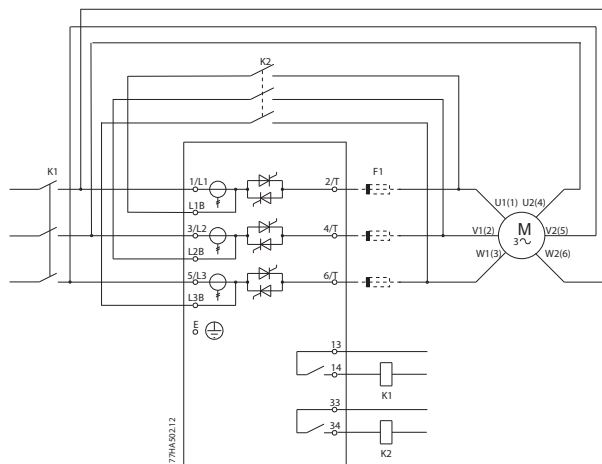 K2
K1
1/L1
2/T
F1
L1B
U1(1) U2(4)
3/L2
4/T
V1(2)
M
3~
V2(5)
L2B
W1(3)
W2(6)
5/L3
6/T
L3B
E
13
14
K1
33
34
K2
177HA502.12